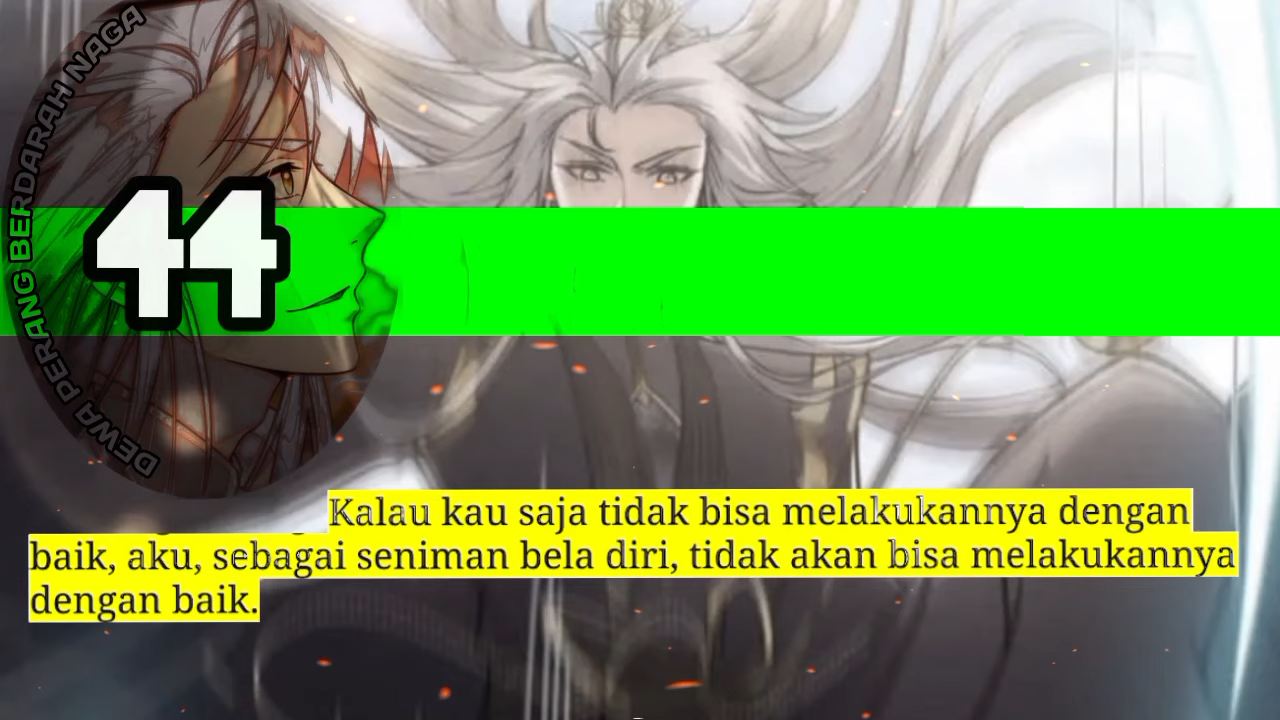 DEWA PERANG BERDARAH NAGA
44
Kalau kau saja tidak bisa melakukannya dengan
baik, aku, sebagai seniman bela diri, tidak akan bisa melakukannya
dengan baik.